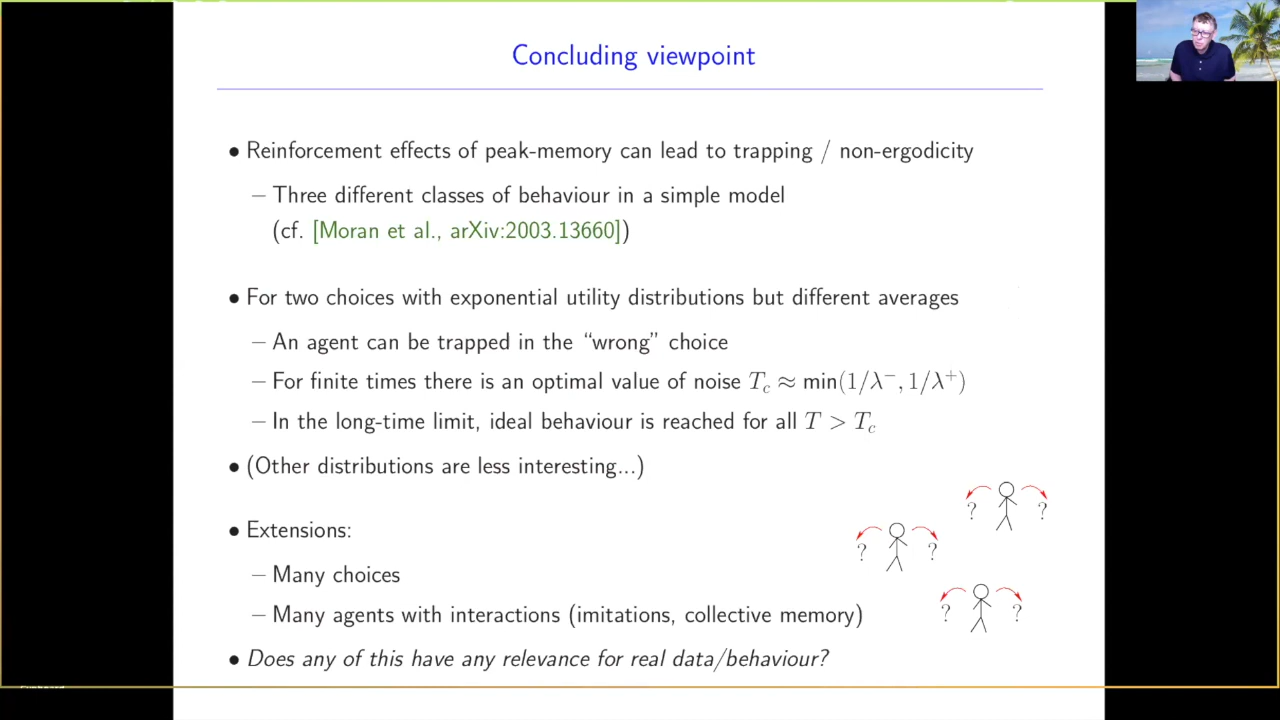 Concluding viewpoint
• Reinforcement effects of peak-memory can lead to trapping / non-ergodicity
– Three different classes of behaviour in a simple model
(cf. [Moran et al., arXiv:2003.13660])
• For two choices with exponential utility distributions but different averages
– An agent can be trapped in the “wrong” choice
– For finite times there is an optimal value of noise T_c ≈ min(1/λ⁻, 1/λ⁺)
– In the long-time limit, ideal behaviour is reached for all T > T_c
• (Other distributions are less interesting...)
? ?
• Extensions:
? ?
– Many choices
– Many agents with interactions (imitations, collective memory)
? ?
• Does any of this have any relevance for real data/behaviour?